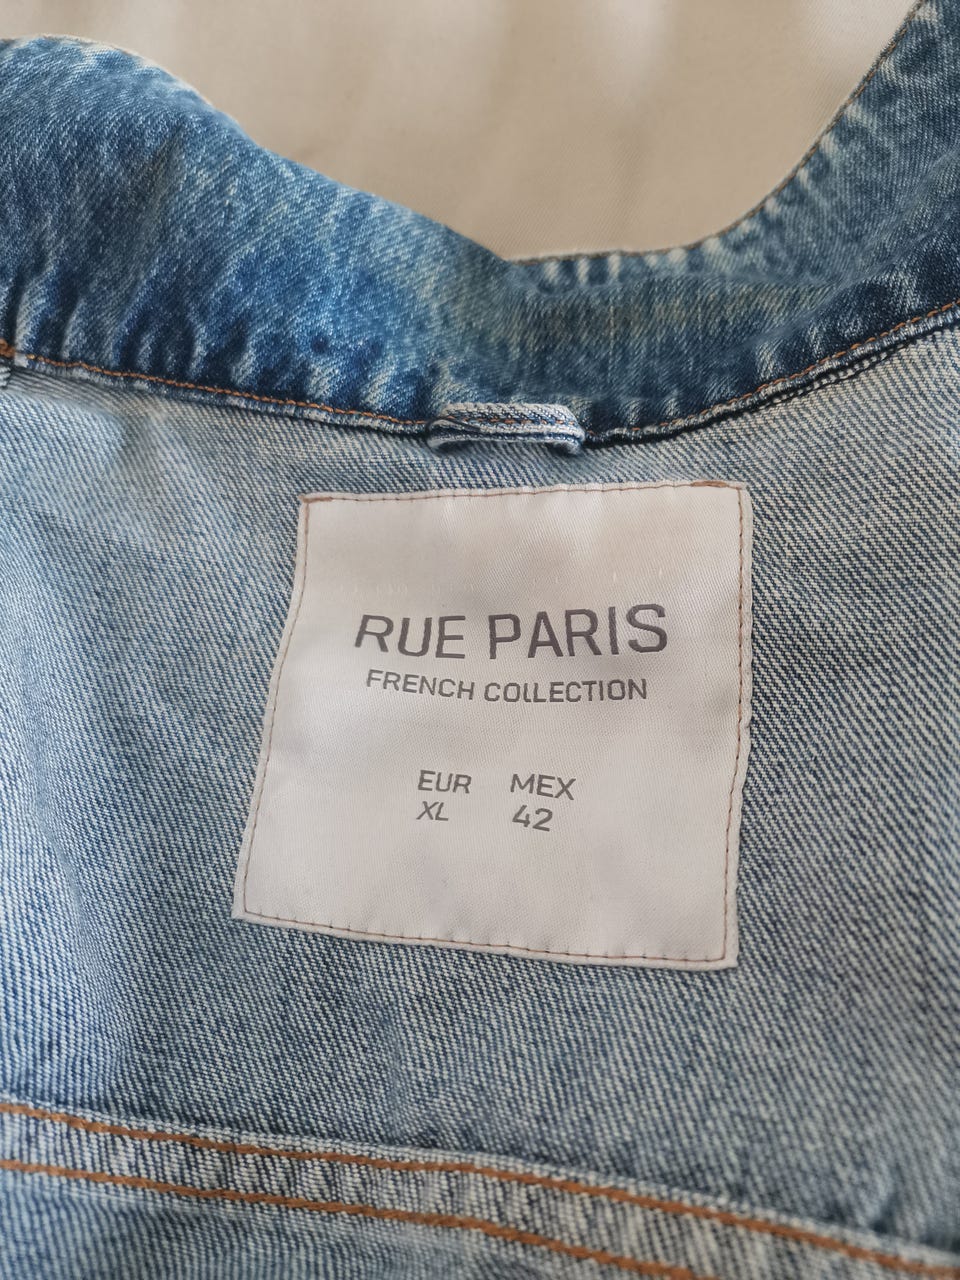 RUE PARIS
FRENCH COLLECTION
EUR MEX
XL 42